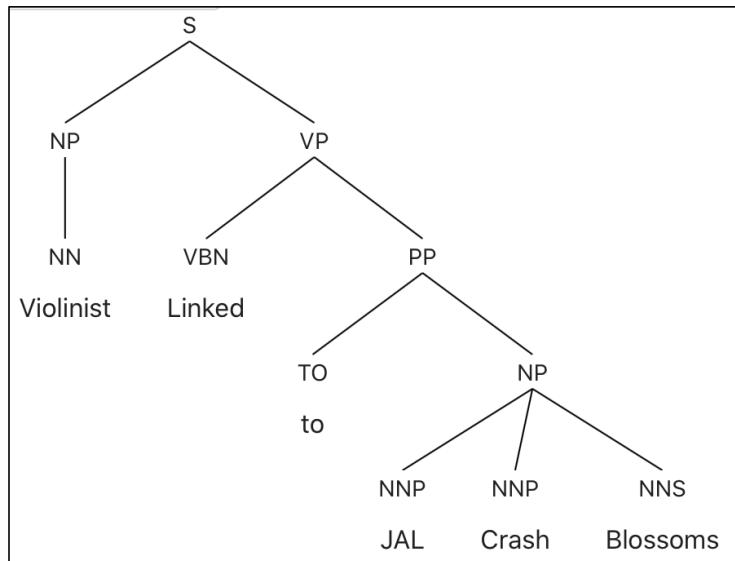 S
NP VP
NN VBN PP
Violinist Linked
TO NP
to
NNP NNP NNS
JAL Crash Blossoms